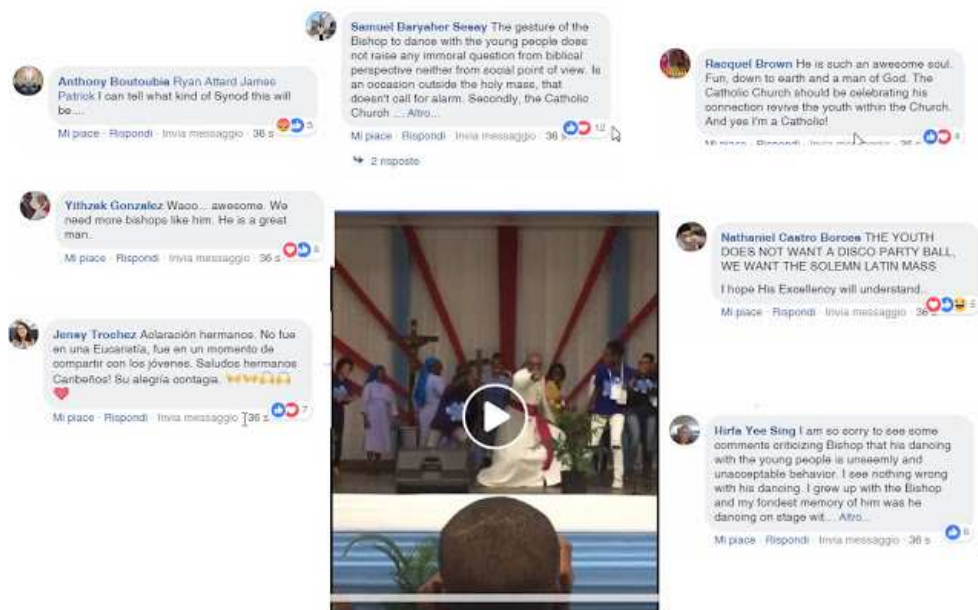 Samuel Baryaher Sesay The gesture of the
Bishop to dance with the young people does
not raise any immoral question from biblical
perspective neither from social point of view. Is
an occasion outside the holy mass, that
doesn't call for alarm. Secondly, the Catholic
Church .... Altro...
Mi piace · Rispondi · Invia messaggio · 36 s
12
2 risposte
Anthony Boutoubia Ryan Attard James
Patrick I can tell what kind of Synod this will
be....
Mi piace · Rispondi · Invia messaggio · 36 s
5
Racquel Brown He is such an awesome soul.
Fun, down to earth and a man of God. The
Catholic Church should be celebrating his
connection revive the youth within the Church.
And yes I'm a Catholic!
Mi piace · Rispondi · Invia messaggio · 36 s
4
Yithzak Gonzalez Waoo... awesome. We
need more bishops like him. He is a great
man.
Mi piace · Rispondi · Invia messaggio · 36 s
6
Nathaniel Castro Boroes THE YOUTH
DOES NOT WANT A DISCO PARTY BALL,
WE WANT THE SOLEMN LATIN MASS
I hope His Excellency will understand..
Mi piace · Rispondi · Invia messaggio · 36 s
5
Jensy Trochez Aclaración hermanos. No fue
en una Eucaristía, fue en un momento de
compartir con los jóvenes. Saludos hermanos
Caribeños! Su alegría contagia.
Mi piace · Rispondi · Invia messaggio · 36 s
7
Hirfa Yee Sing I am so sorry to see some
comments criticizing Bishop that his dancing
with the young people is unseemly and
unacceptable behavior. I see nothing wrong
with his dancing. I grew up with the Bishop
and my fondest memory of him was he
dancing on stage wit... Altro...
Mi piace · Rispondi · Invia messaggio · 36 s
6